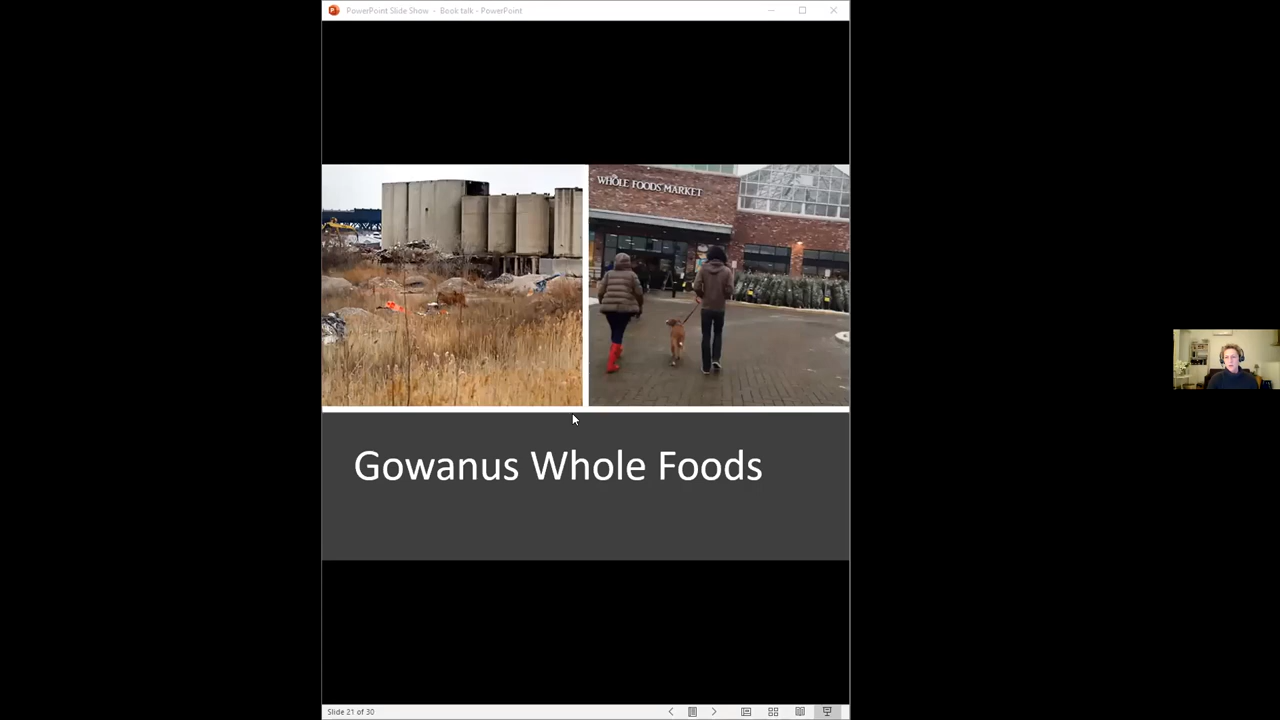 PowerPoint Slide Show - Book talk - PowerPoint
WHOLE FOODS MARKET
Gowanus Whole Foods
Slide 21 of 30